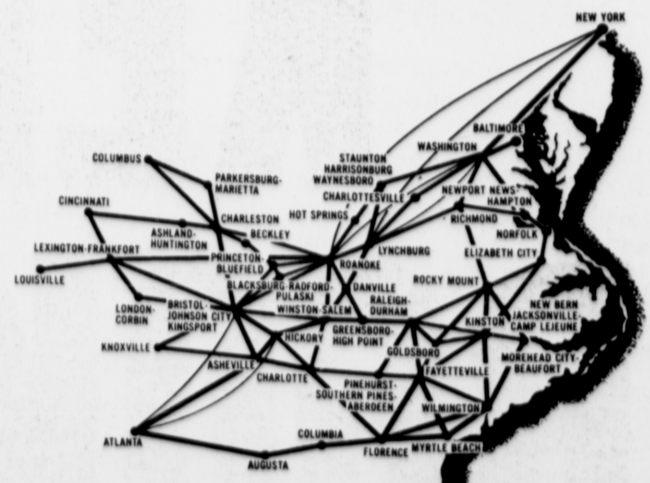 NEW YORK
BALTIMORE
WASHINGTON
COLUMBUS
STAUNTON
HARRISONBURG
WAYNESBORO
PARKERSBURG-
MARIETTA
CHARLOTTESVILLE
NEWPORT NEWS-
HAMPTON
CINCINNATI
HOT SPRINGS
RICHMOND
CHARLESTON
ASHLAND-
HUNTINGTON
BECKLEY
NORFOLK
LEXINGTON-FRANKFORT
LYNCHBURG
ELIZABETH CITY
PRINCETON-
BLUEFIELD
ROANOKE
LOUISVILLE
BLACKSBURG-RADFORD-
PULASKI
DANVILLE
ROCKY MOUNT
LONDON-
CORBIN
BRISTOL-
JOHNSON CITY
KINGSPORT
WINSTON-SALEM
RALEIGH-
DURHAM
NEW BERN
JACKSONVILLE-
CAMP LEJEUNE
GREENSBORO-
HIGH POINT
KINSTON
HICKORY
KNOXVILLE
GOLDSBORO
MOREHEAD CITY-
BEAUFORT
ASHEVILLE
CHARLOTTE
FAYETTEVILLE
PINEHURST-
SOUTHERN PINES-
ABERDEEN
WILMINGTON
ATLANTA
COLUMBIA
FLORENCE
MYRTLE BEACH
AUGUSTA